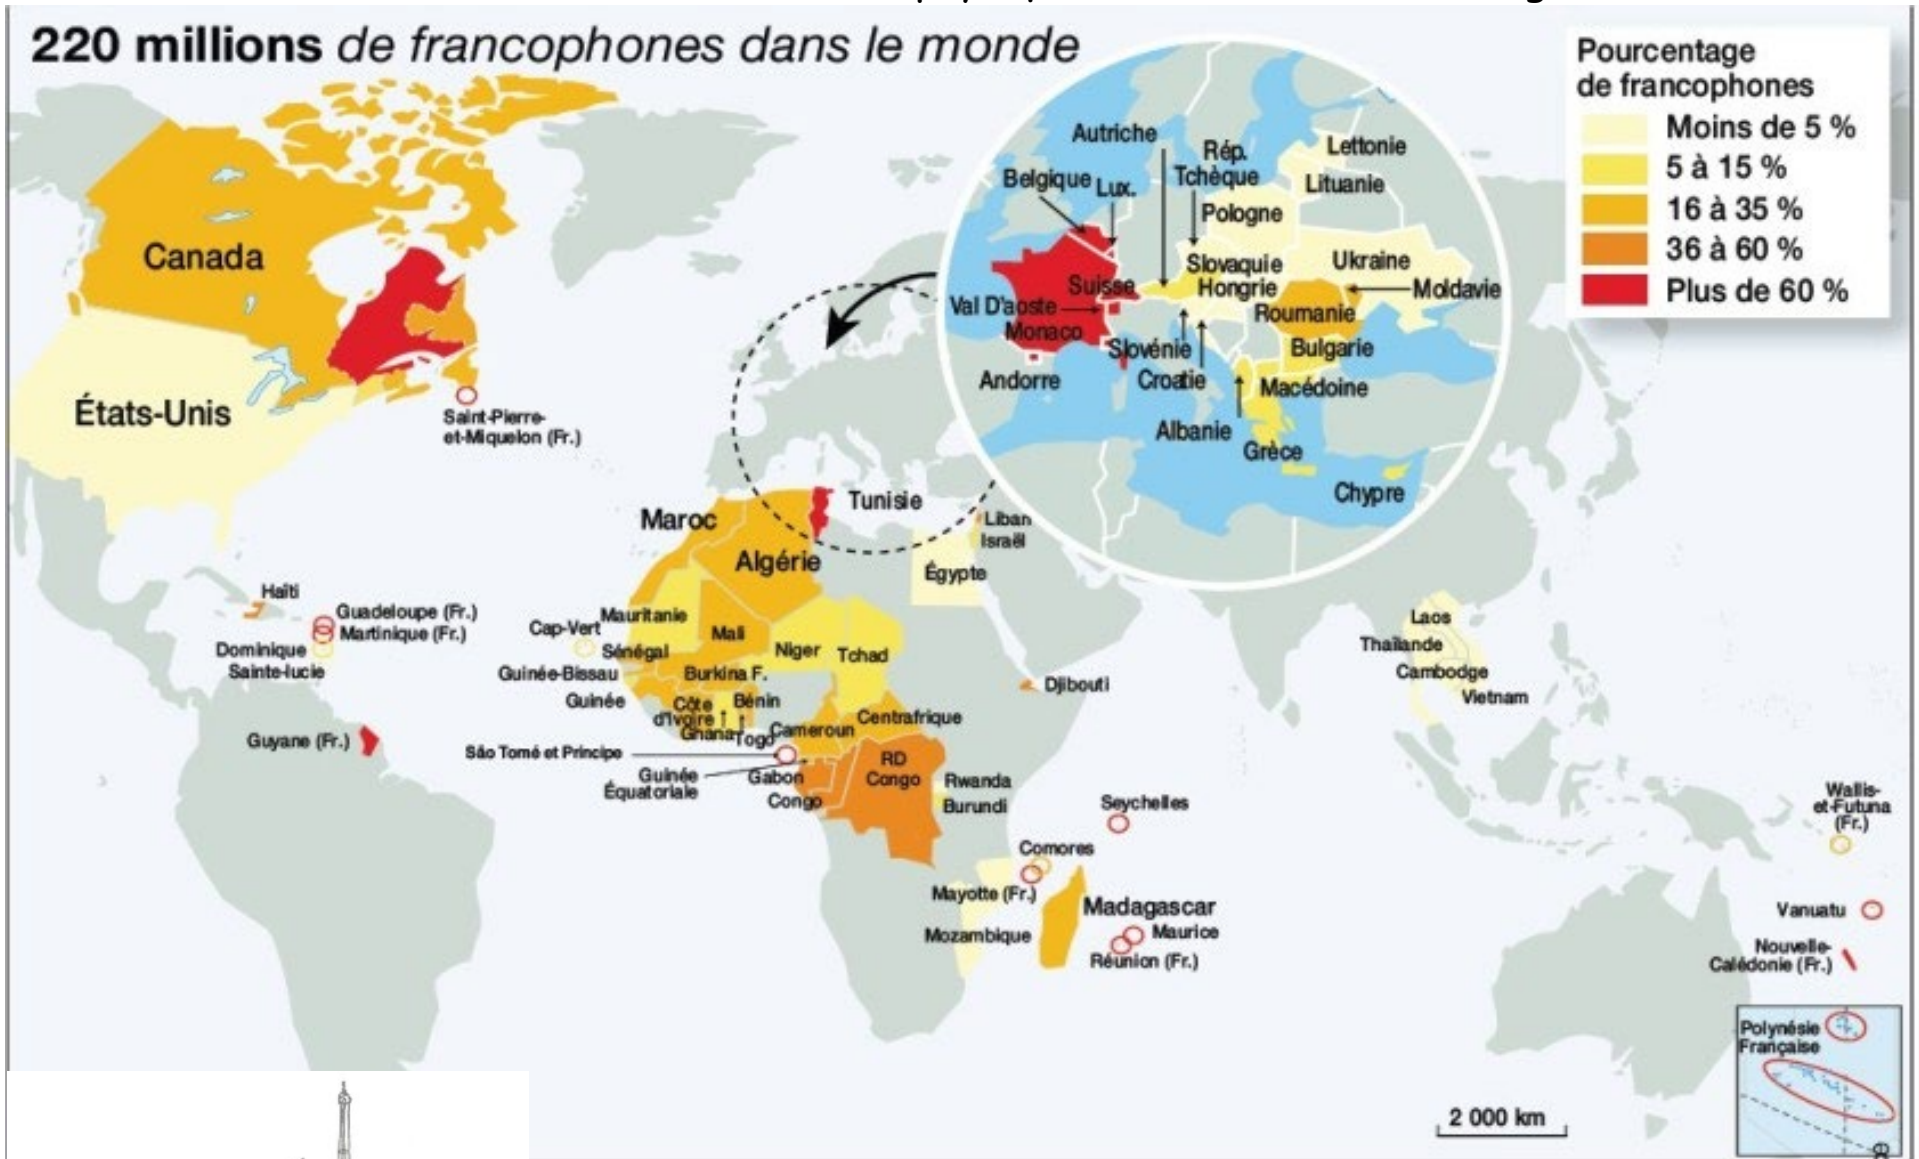 220 millions de francophones dans le monde
Pourcentage
de francophones
Moins de 5 %
5 à 15 %
16 à 35 %
36 à 60 %
Plus de 60 %
Autriche
Rép.
Tchèque
Lettonie
Belgique
Lux.
Lituanie
Pologne
Slovaquie
Hongrie
Ukraine
Suisse
Moldavie
Val D'aoste
Monaco
Roumanie
Slovénie
Bulgarie
Andorre
Croatie
Macédoine
Albanie
Grèce
Chypre
Canada
États-Unis
Saint-Pierre-
et-Miquelon (Fr.)
Maroc
Tunisie
Algérie
Liban
Israël
Égypte
Haïti
Guadeloupe (Fr.)
Martinique (Fr.)
Dominique
Sainte-lucie
Guyane (Fr.)
Cap-Vert
Mauritanie
Mali
Niger
Tchad
Sénégal
Guinée-Bissau
Burkina F.
Guinée
Côte
d'Ivoire
Bénin
Ghana
Togo
Cameroun
Centrafrique
Djibouti
São Tomé et Principe
Guinée
Équatoriale
Gabon
Congo
RD
Congo
Rwanda
Burundi
Seychelles
Comores
Mayotte (Fr.)
Madagascar
Mozambique
Maurice
Réunion (Fr.)
Laos
Thaïlande
Cambodge
Vietnam
Wallis-
et-Futuna
(Fr.)
Vanuatu
Nouvelle-
Calédonie (Fr.)
Polynésie
Française
2 000 km